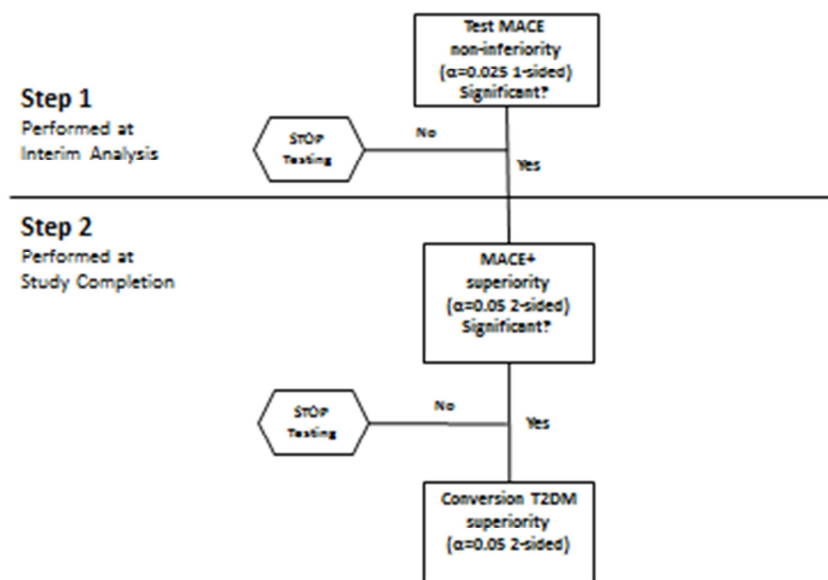 Test MACE
non-inferiority
(α=0.025 1-sided)
Significant?
Step 1
Performed at
Interim Analysis
STOP
Testing
No
Yes
Step 2
Performed at
Study Completion
MACE+
superiority
(α=0.05 2-sided)
Significant?
STOP
Testing
No
Yes
Conversion T2DM
superiority
(α=0.05 2-sided)